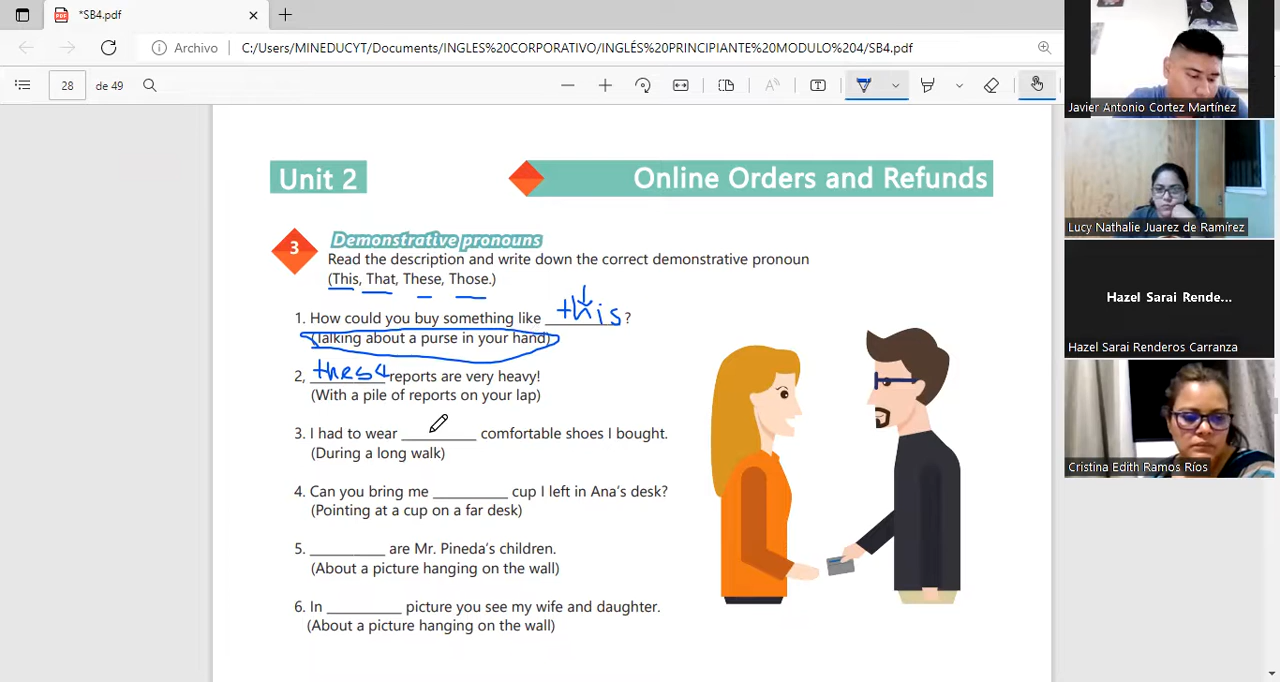 *SB4.pdf
Archivo C:/Users/MINEDUCYT/Documents/INGLES%20CORPORATIVO/INGLÉS%20PRINCIPIANTE%20MODULO%204/SB4.pdf
28 de 49
Unit 2 Online Orders and Refunds
3 Demonstrative pronouns
Read the description and write down the correct demonstrative pronoun
(This, That, These, Those.)
1. How could you buy something like this ?
(Talking about a purse in your hand)
2, these reports are very heavy!
(With a pile of reports on your lap)
3. I had to wear __________ comfortable shoes I bought.
(During a long walk)
4. Can you bring me __________ cup I left in Ana's desk?
(Pointing at a cup on a far desk)
5. __________ are Mr. Pineda's children.
(About a picture hanging on the wall)
6. In __________ picture you see my wife and daughter.
(About a picture hanging on the wall)
Javier Antonio Cortez Martínez
Lucy Nathalie Juarez de Ramírez
Hazel Sarai Rende...
Hazel Sarai Renderos Carranza
Cristina Edith Ramos Ríos